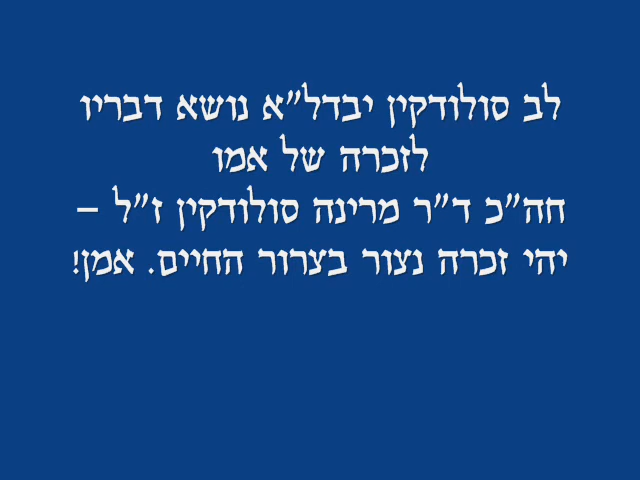 לב סולודקין יבדל"א נושא דבריו
לזכרה של אמו
חה"כ ד"ר מרינה סולודקין ז"ל –
יהי זכרה נצור בצרור החיים. אמן!